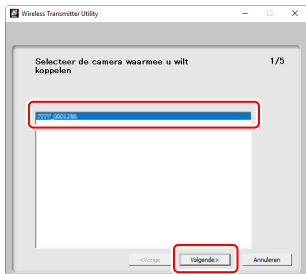 Wireless Transmitter Utility
Selecteer de camera waarmee u wilt
koppelen
1/5
<Vorige
Volgende>
Annuleren